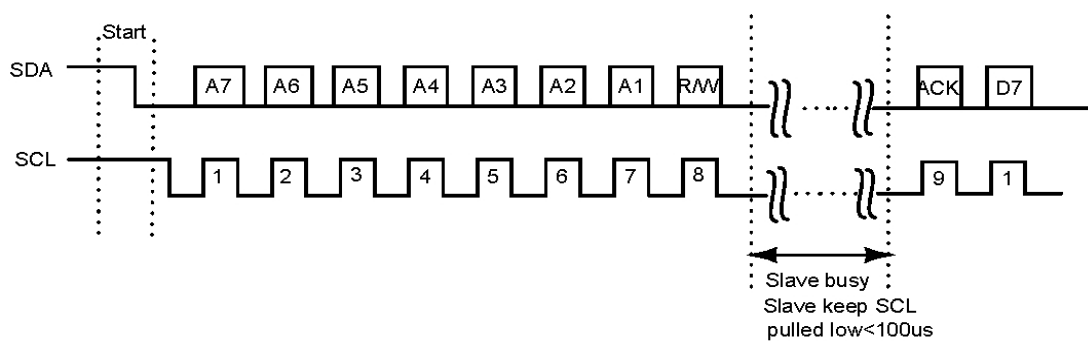 Start
SDA A7 A6 A5 A4 A3 A2 A1 R/W ACK D7
SCL 1 2 3 4 5 6 7 8 9 1
Slave busy
Slave keep SCL
pulled low<100us